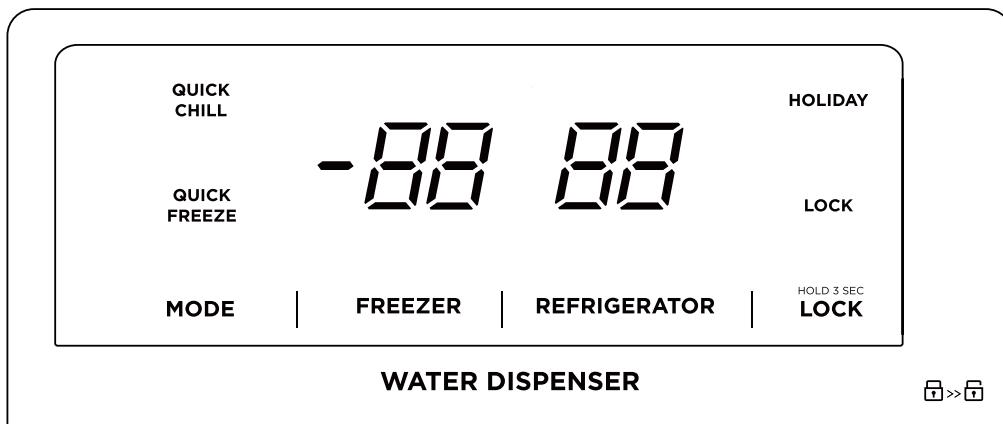 QUICK
CHILL
HOLIDAY
-88 88
QUICK
FREEZE
LOCK
MODE
FREEZER
REFRIGERATOR
HOLD 3 SEC
LOCK
WATER DISPENSER
>>